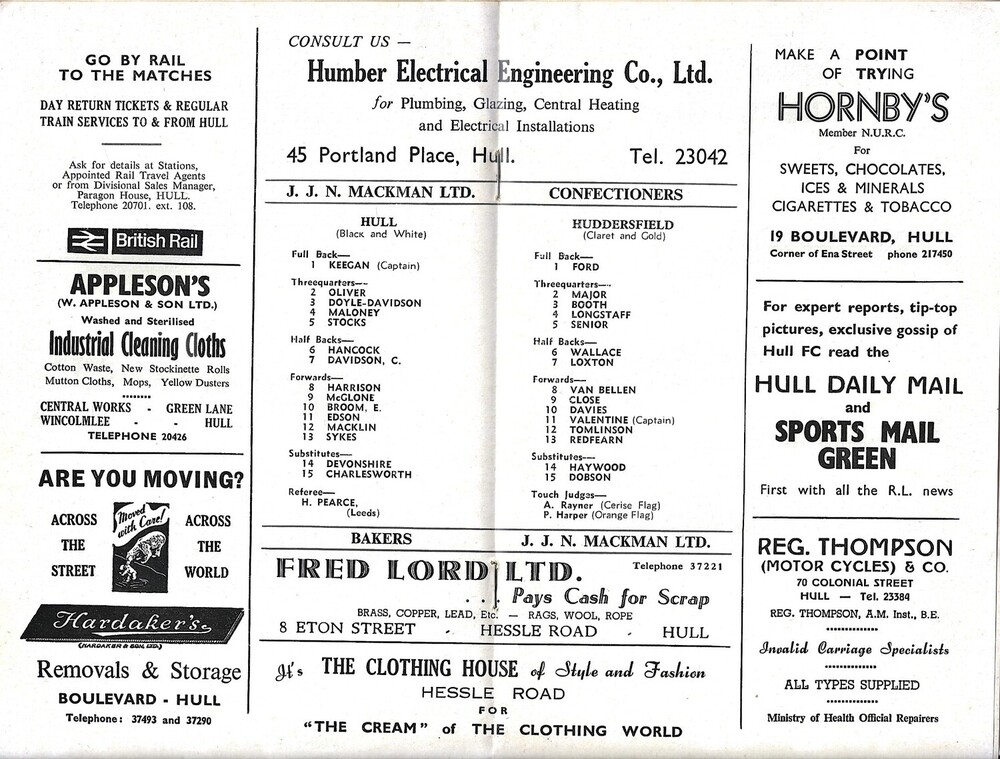 GO BY RAIL
TO THE MATCHES
DAY RETURN TICKETS & REGULAR
TRAIN SERVICES TO & FROM HULL
Ask for details at Stations,
Appointed Rail Travel Agents
or from Divisional Sales Manager,
Paragon House, HULL.
Telephone 20701. ext. 108.
British Rail
APPLESON'S
(W. APPLESON & SON LTD.)
Washed and Sterilised
Industrial Cleaning Cloths
Cotton Waste, New Stockinette Rolls
Mutton Cloths, Mops, Yellow Dusters
CENTRAL WORKS - GREEN LANE
WINCOLMLEE - - HULL
TELEPHONE 20426
ARE YOU MOVING?
ACROSS
THE
STREET
Moved
with Care!
ACROSS
THE
WORLD
Hardaker's
(HARDAKER & SON, LTD.)
Removals & Storage
BOULEVARD - HULL
Telephone: 37493 and 37290
CONSULT US —
Humber Electrical Engineering Co., Ltd.
for Plumbing, Glazing, Central Heating
and Electrical Installations
45 Portland Place, Hull. Tel. 23042
J. J. N. MACKMAN LTD. CONFECTIONERS
HULL
(Black and White)
Full Back—
1 KEEGAN (Captain)
Threequarters—
2 OLIVER
3 DOYLE-DAVIDSON
4 MALONEY
5 STOCKS
Half Backs—
6 HANCOCK
7 DAVIDSON, C.
Forwards—
8 HARRISON
9 McGLONE
10 BROOM, E.
11 EDSON
12 MACKLIN
13 SYKES
Substitutes—
14 DEVONSHIRE
15 CHARLESWORTH
Referee—
H. PEARCE,
(Leeds)
HUDDERSFIELD
(Claret and Gold)
Full Back—
1 FORD
Threequarters—
2 MAJOR
3 BOOTH
4 LONGSTAFF
5 SENIOR
Half Backs—
6 WALLACE
7 LOXTON
Forwards—
8 VAN BELLEN
9 CLOSE
10 DAVIES
11 VALENTINE (Captain)
12 TOMLINSON
13 REDFEARN
Substitutes—
14 HAYWOOD
15 DOBSON
Touch Judges—
A. Rayner (Cerise Flag)
P. Harper (Orange Flag)
BAKERS J. J. N. MACKMAN LTD.
FRED LORD LTD. Telephone 37221
. . . Pays Cash for Scrap
BRASS, COPPER, LEAD, Etc. — RAGS, WOOL, ROPE
8 ETON STREET - HESSLE ROAD - HULL
It's THE CLOTHING HOUSE of Style and Fashion
HESSLE ROAD
FOR
"THE CREAM" of THE CLOTHING WORLD
MAKE A POINT
OF TRYING
HORNBY'S
Member N.U.R.C.
For
SWEETS, CHOCOLATES,
ICES & MINERALS
CIGARETTES & TOBACCO
19 BOULEVARD, HULL
Corner of Ena Street phone 217450
For expert reports, tip-top
pictures, exclusive gossip of
Hull FC read the
HULL DAILY MAIL
and
SPORTS MAIL
GREEN
First with all the R.L. news
REG. THOMPSON
(MOTOR CYCLES) & CO.
70 COLONIAL STREET
HULL — Tel. 23384
REG. THOMPSON, A.M. Inst., B.E.
Invalid Carriage Specialists
ALL TYPES SUPPLIED
Ministry of Health Official Repairers